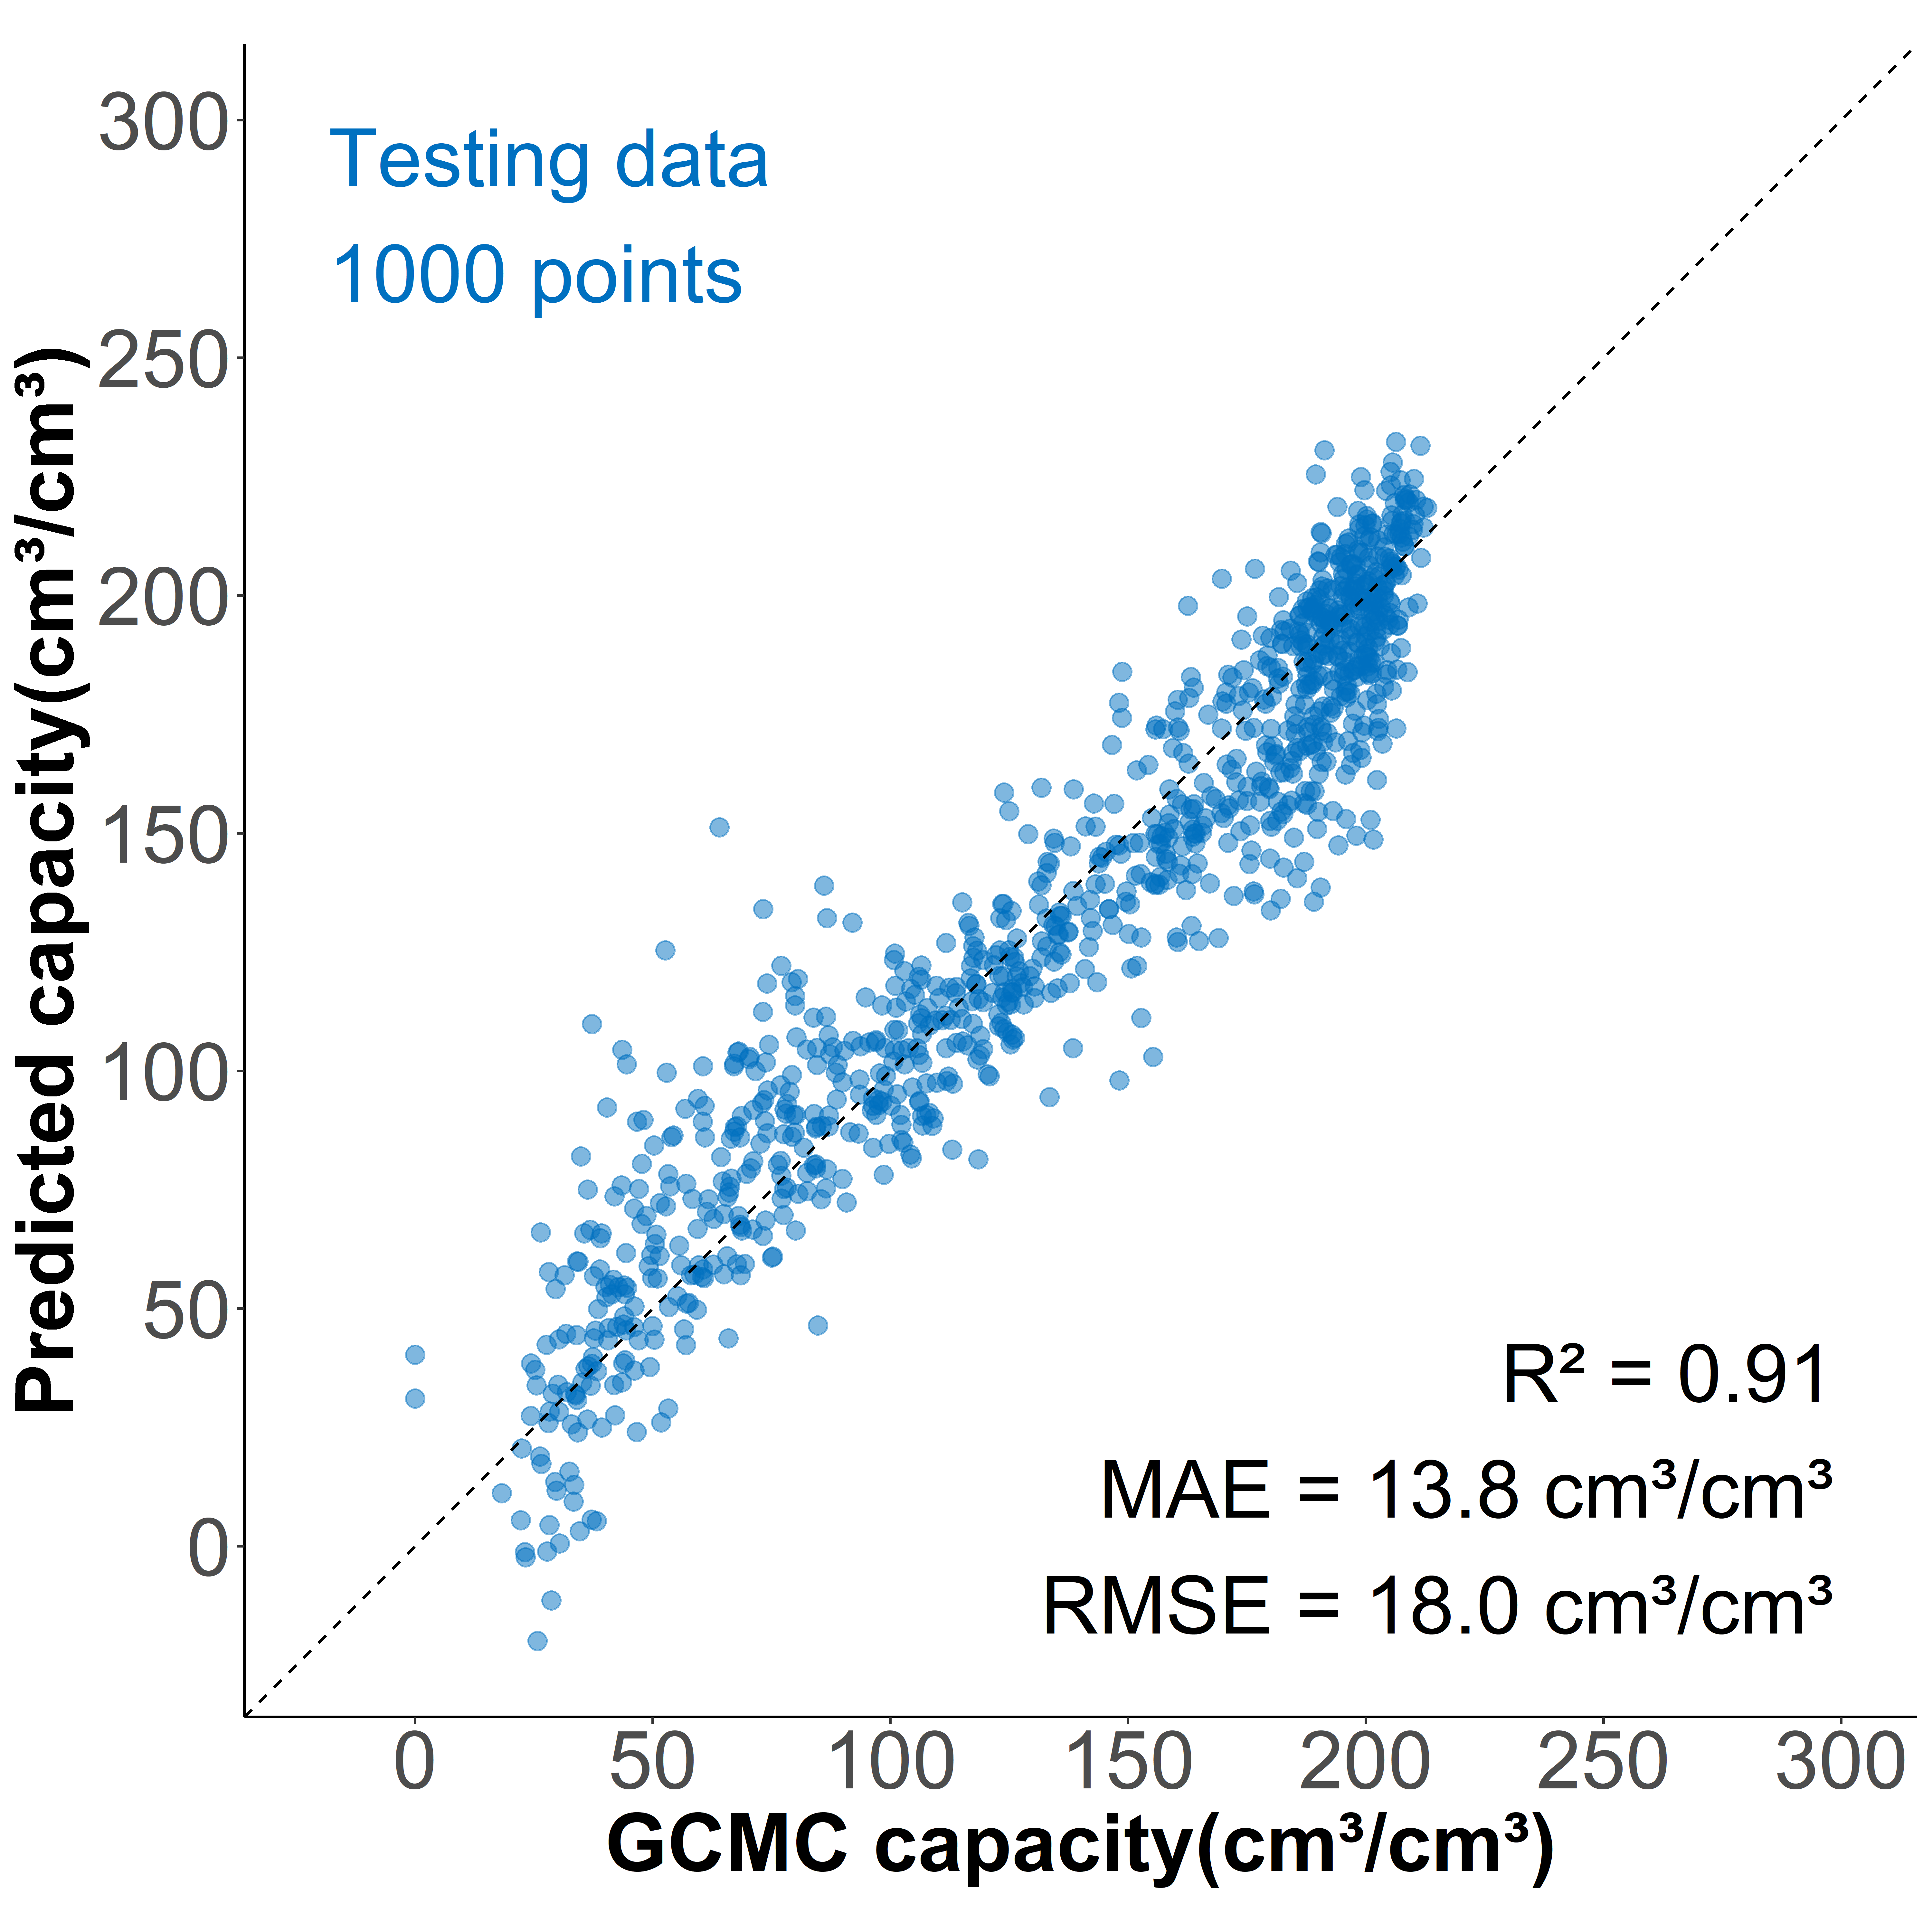 Testing data
1000 points
300
250
200
150
100
50
0
Predicted capacity(cm³/cm³)
R² = 0.91
MAE = 13.8 cm³/cm³
RMSE = 18.0 cm³/cm³
0 50 100 150 200 250 300
GCMC capacity(cm³/cm³)